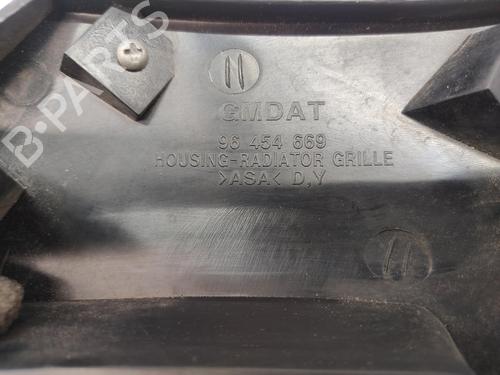 GMDAT
96 454 669
HOUSING-RADIATOR GRILLE
>ASA< D,Y
B-PARTS